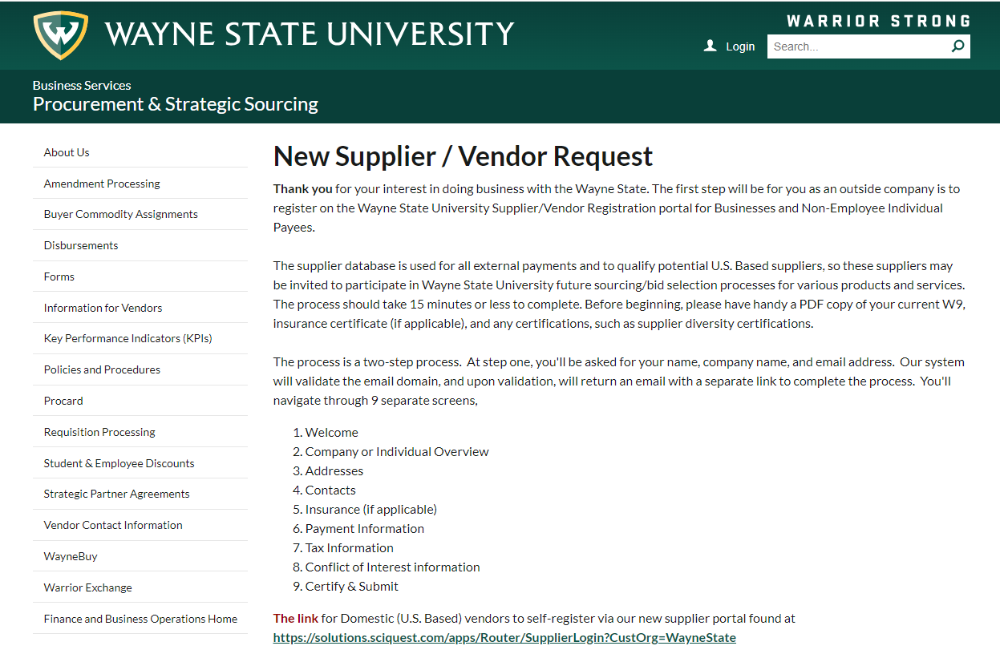 WAYNE STATE UNIVERSITY
WARRIOR STRONG
Login
Search...
Business Services
Procurement & Strategic Sourcing
About Us
Amendment Processing
Buyer Commodity Assignments
Disbursements
Forms
Information for Vendors
Key Performance Indicators (KPIs)
Policies and Procedures
Procard
Requisition Processing
Student & Employee Discounts
Strategic Partner Agreements
Vendor Contact Information
WayneBuy
Warrior Exchange
Finance and Business Operations Home
New Supplier / Vendor Request
Thank you for your interest in doing business with the Wayne State. The first step will be for you as an outside company is to
register on the Wayne State University Supplier/Vendor Registration portal for Businesses and Non-Employee Individual
Payees.
The supplier database is used for all external payments and to qualify potential U.S. Based suppliers, so these suppliers may
be invited to participate in Wayne State University future sourcing/bid selection processes for various products and services.
The process should take 15 minutes or less to complete. Before beginning, please have handy a PDF copy of your current W9,
insurance certificate (if applicable), and any certifications, such as supplier diversity certifications.
The process is a two-step process. At step one, you'll be asked for your name, company name, and email address. Our system
will validate the email domain, and upon validation, will return an email with a separate link to complete the process. You'll
navigate through 9 separate screens,
1. Welcome
2. Company or Individual Overview
3. Addresses
4. Contacts
5. Insurance (if applicable)
6. Payment Information
7. Tax Information
8. Conflict of Interest information
9. Certify & Submit
The link for Domestic (U.S. Based) vendors to self-register via our new supplier portal found at
https://solutions.sciquest.com/apps/Router/SupplierLogin?CustOrg=WayneState